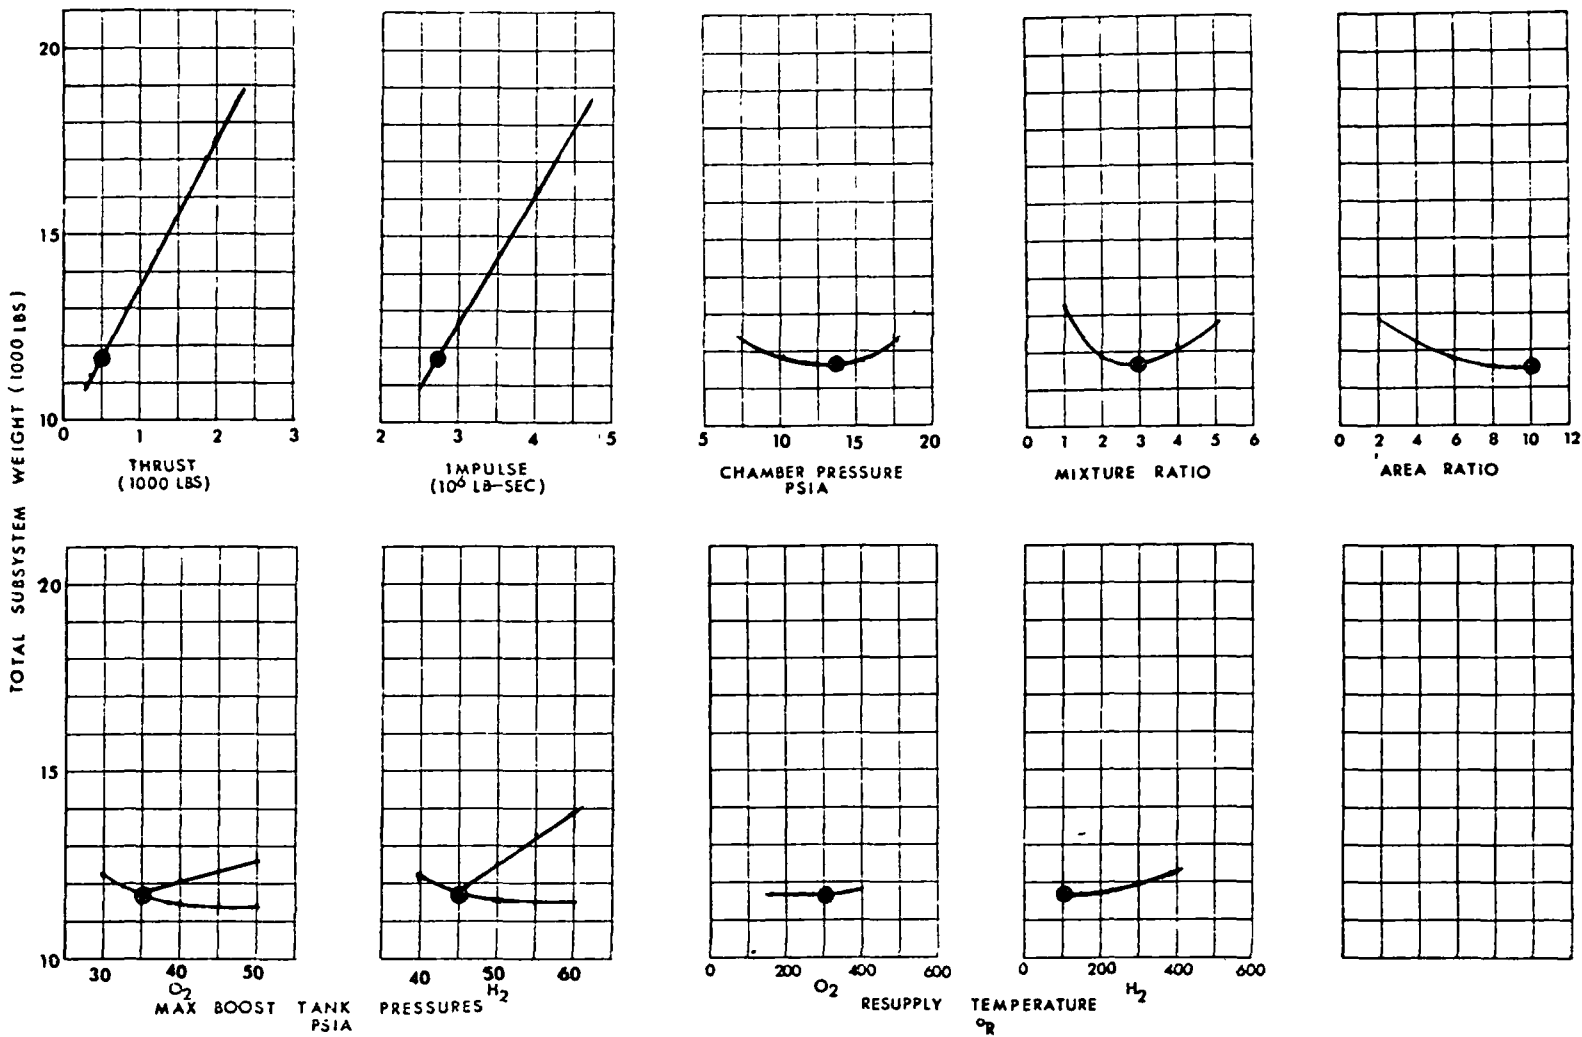 TOTAL SUBSYSTEM WEIGHT (1000 LBS)
20
15
10
0 1 2 3
THRUST
(1000 LBS)
2 3 4 5
IMPULSE
(10⁶ LB-SEC)
5 10 15 20
CHAMBER PRESSURE
PSIA
0 1 2 3 4 5 6
MIXTURE RATIO
0 2 4 6 8 10 12
AREA RATIO
20
15
10
30 40 50
O₂
40 50 60
H₂
MAX BOOST TANK PRESSURES
PSIA
0 200 400 600
O₂
0 200 400 600
H₂
RESUPPLY TEMPERATURE
°R